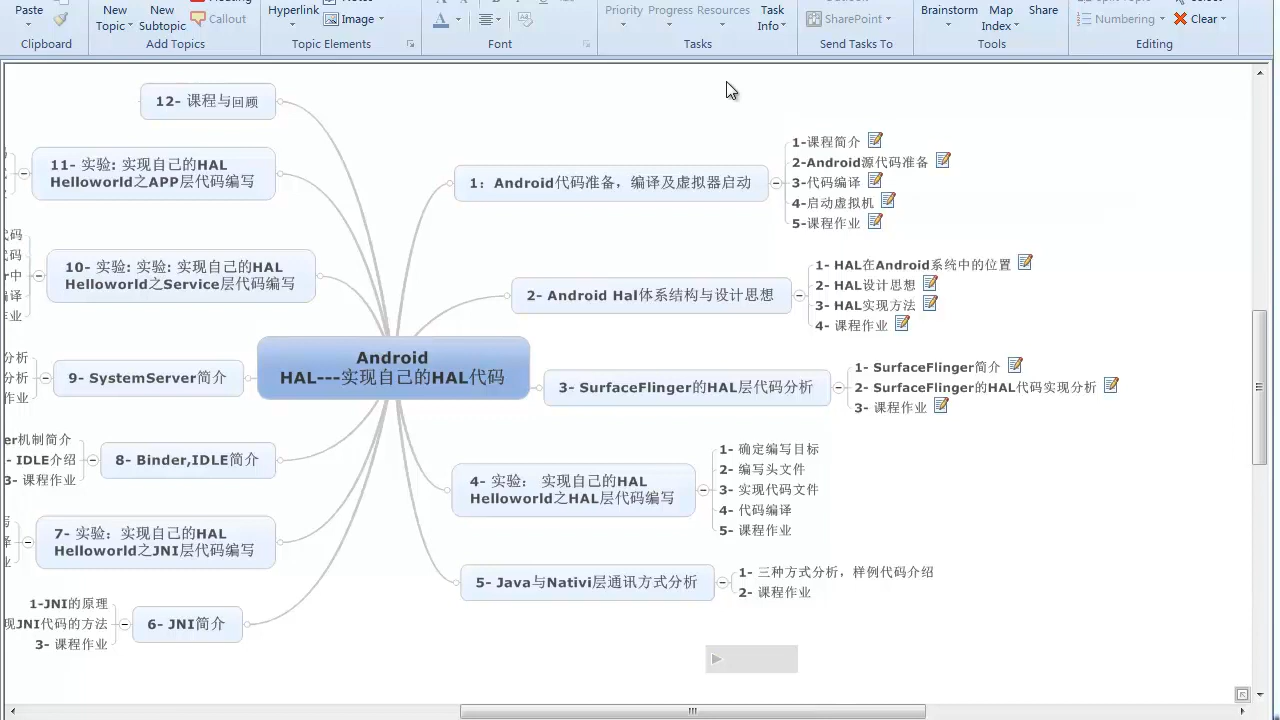 Paste
New
Topic
New
Subtopic
Callout
Hyperlink
Image
Priority
Progress
Resources
Task
Info
SharePoint
Brainstorm
Map
Index
Share
Numbering
Clear
Clipboard
Add Topics
Topic Elements
Font
Tasks
Send Tasks To
Tools
Editing
Android
HAL---实现自己的HAL代码
1：Android代码准备，编译及虚拟器启动
1-课程简介
2-Android源代码准备
3-代码编译
4-启动虚拟机
5-课程作业
2- Android Hal体系结构与设计思想
1- HAL在Android系统中的位置
2- HAL设计思想
3- HAL实现方法
4- 课程作业
3- SurfaceFlinger的HAL层代码分析
1- SurfaceFlinger简介
2- SurfaceFlinger的HAL代码实现分析
3- 课程作业
4- 实验： 实现自己的HAL
Helloworld之HAL层代码编写
1- 确定编写目标
2- 编写头文件
3- 实现代码文件
4- 代码编译
5- 课程作业
5- Java与Nativi层通讯方式分析
1- 三种方式分析，样例代码介绍
2- 课程作业
6- JNI简介
1-JNI的原理
现JNI代码的方法
3- 课程作业
7- 实验：实现自己的HAL
Helloworld之JNI层代码编写
8- Binder,IDLE简介
er机制简介
- IDLE介绍
3- 课程作业
9- SystemServer简介
分析
分析
作业
10- 实验: 实验: 实现自己的HAL
Helloworld之Service层代码编写
代码
代码
r中
编译
作业
11- 实验: 实现自己的HAL
Helloworld之APP层代码编写
12- 课程与回顾